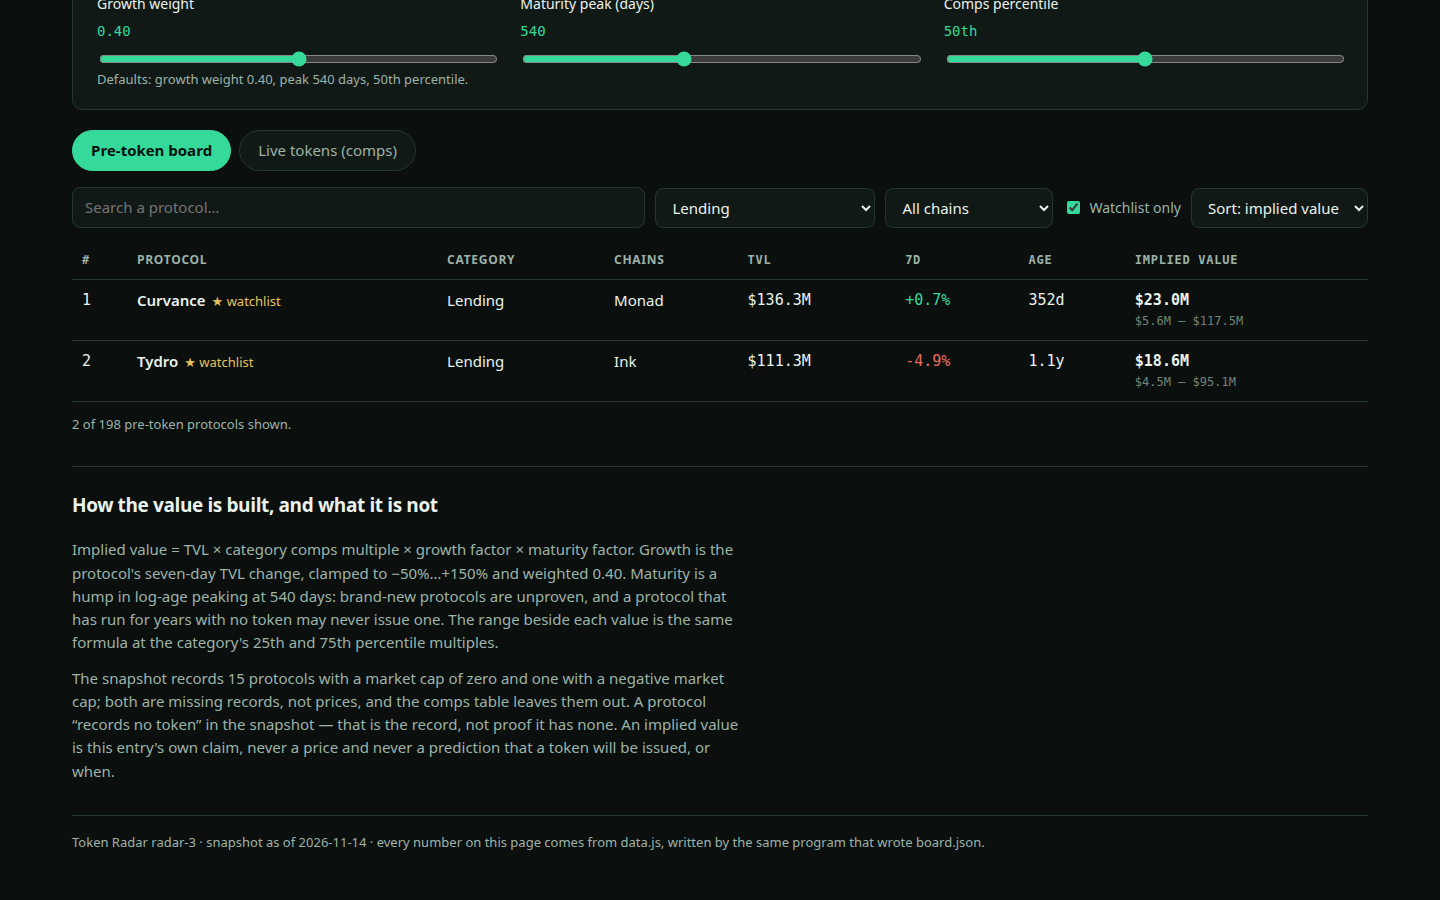 Growth weight
Maturity peak (days)
Comps percentile
0.40
540
50th
Defaults: growth weight 0.40, peak 540 days, 50th percentile.
Pre-token board
Live tokens (comps)
Search a protocol...
Lending
All chains
Watchlist only
Sort: implied value
# PROTOCOL CATEGORY CHAINS TVL 7D AGE IMPLIED VALUE
1 Curvance ★ watchlist Lending Monad $136.3M +0.7% 352d $23.0M
$5.6M — $117.5M
2 Tydro ★ watchlist Lending Ink $111.3M -4.9% 1.1y $18.6M
$4.5M — $95.1M
2 of 198 pre-token protocols shown.
How the value is built, and what it is not
Implied value = TVL × category comps multiple × growth factor × maturity factor. Growth is the
protocol's seven-day TVL change, clamped to −50%…+150% and weighted 0.40. Maturity is a
hump in log-age peaking at 540 days: brand-new protocols are unproven, and a protocol that
has run for years with no token may never issue one. The range beside each value is the same
formula at the category's 25th and 75th percentile multiples.
The snapshot records 15 protocols with a market cap of zero and one with a negative market
cap; both are missing records, not prices, and the comps table leaves them out. A protocol
“records no token” in the snapshot — that is the record, not proof it has none. An implied value
is this entry's own claim, never a price and never a prediction that a token will be issued, or
when.
Token Radar radar-3 · snapshot as of 2026-11-14 · every number on this page comes from data.js, written by the same program that wrote board.json.